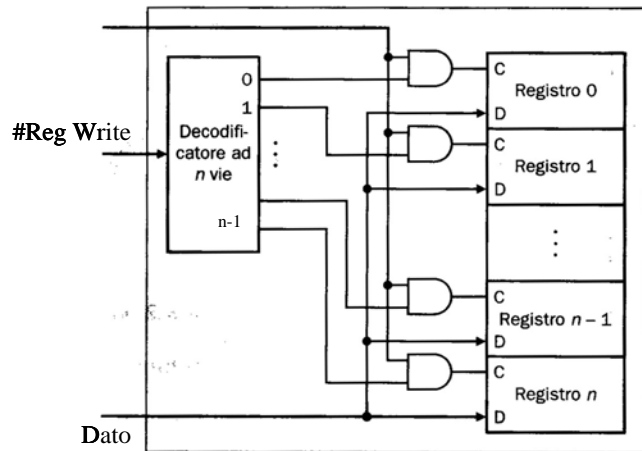 #Reg Write
Decodifi-
catore ad
n vie
0
1
⋮
n-1
C
Registro 0
D
C
Registro 1
D
⋮
C
Registro n – 1
D
C
Registro n
D
Dato